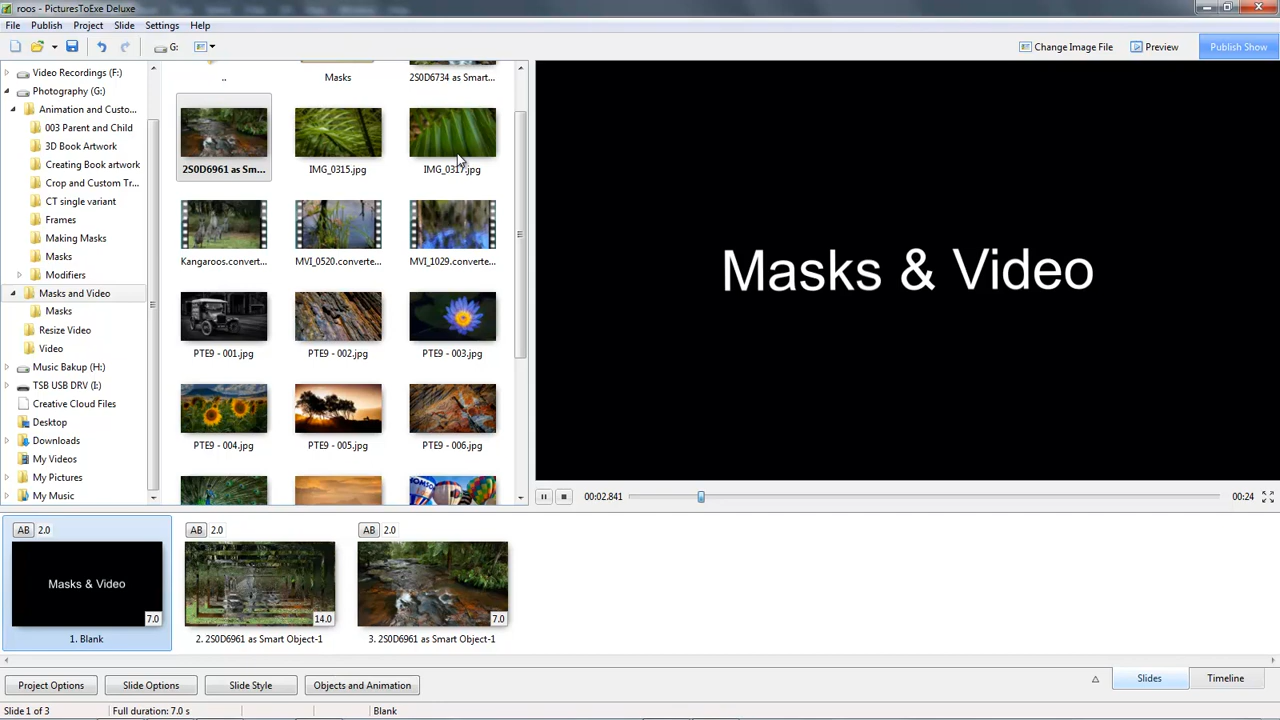 roos - PicturesToExe Deluxe
File Publish Project Slide Settings Help
G: Change Image File Preview Publish Show
Video Recordings (F:)
Photography (G:)
Animation and Custo...
003 Parent and Child
3D Book Artwork
Creating Book artwork
Crop and Custom Tr...
CT single variant
Frames
Making Masks
Masks
Modifiers
Masks and Video
Masks
Resize Video
Video
Music Bakup (H:)
TSB USB DRV (I:)
Creative Cloud Files
Desktop
Downloads
My Videos
My Pictures
My Music
.. Masks 2S0D6734 as Smart...
2S0D6961 as Sm... IMG_0315.jpg IMG_0317.jpg
Kangaroos.convert... MVI_0520.converte... MVI_1029.converte...
PTE9 - 001.jpg PTE9 - 002.jpg PTE9 - 003.jpg
PTE9 - 004.jpg PTE9 - 005.jpg PTE9 - 006.jpg
Masks & Video
00:02.841 00:24
AB 2.0 AB 2.0 AB 2.0
Masks & Video
7.0 14.0 7.0
1. Blank 2. 2S0D6961 as Smart Object-1 3. 2S0D6961 as Smart Object-1
Project Options Slide Options Slide Style Objects and Animation Slides Timeline
Slide 1 of 3 Full duration: 7.0 s Blank